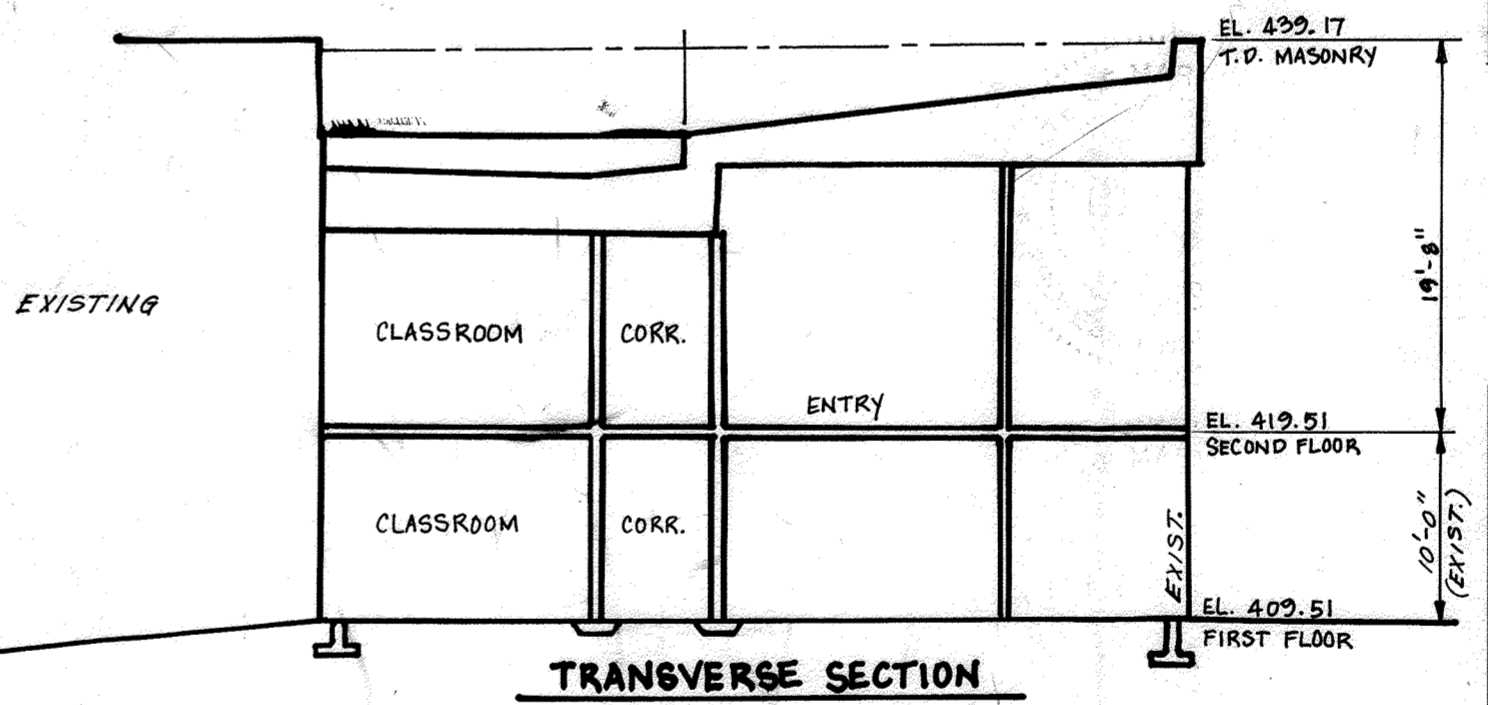 EL. 439.17
T.O. MASONRY
19'-8"
EXISTING
CLASSROOM
CORR.
ENTRY
EL. 419.51
SECOND FLOOR
CLASSROOM
CORR.
EXIST.
10'-0"
(EXIST.)
EL. 409.51
FIRST FLOOR
TRANSVERSE SECTION